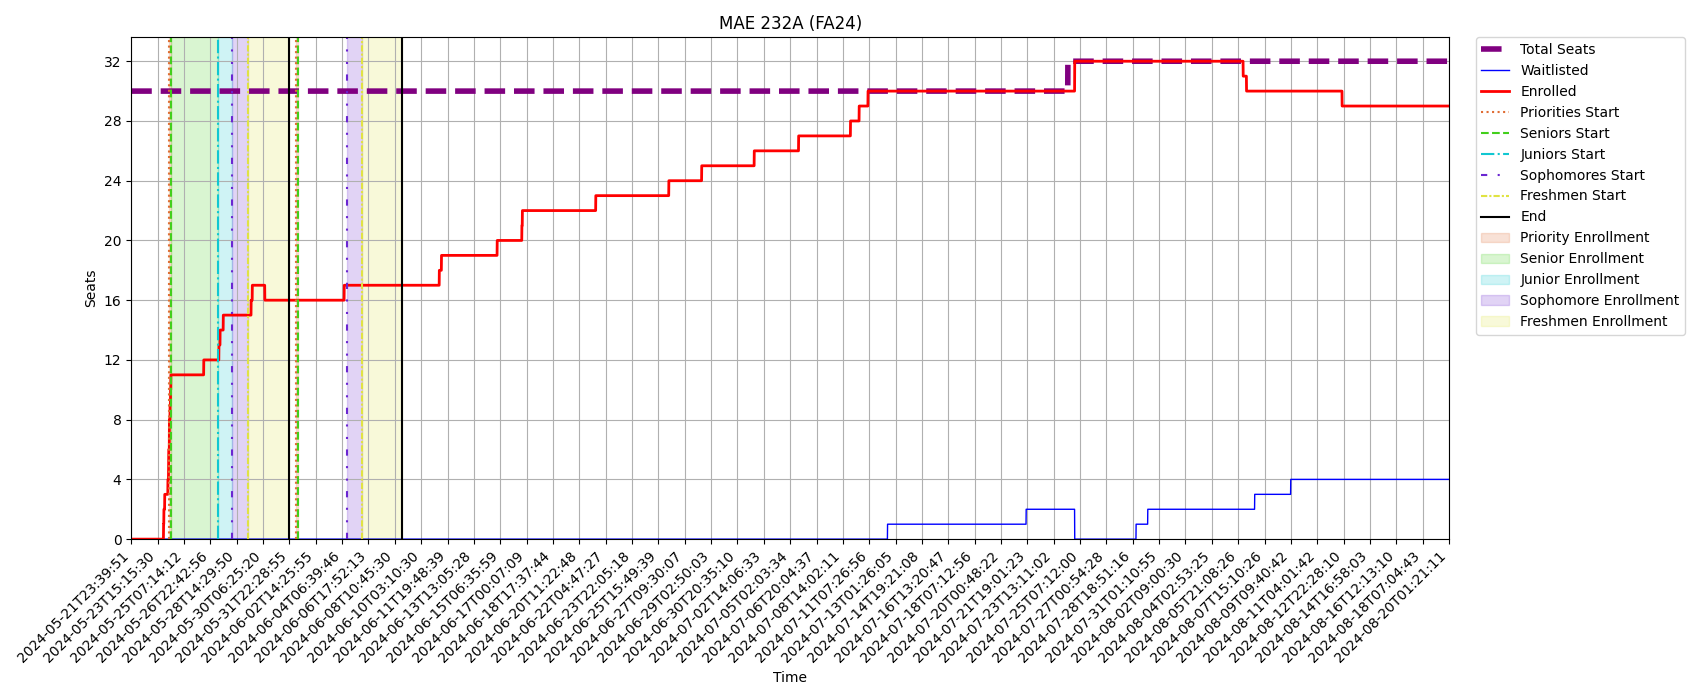 MAE 232A (FA24)
Total Seats
Waitlisted
Enrolled
Priorities Start
Seniors Start
Juniors Start
Sophomores Start
Freshmen Start
End
Priority Enrollment
Senior Enrollment
Junior Enrollment
Sophomore Enrollment
Freshmen Enrollment
Seats
32
28
24
20
16
12
8
4
0
2024-05-21T23:39:51
2024-05-23T15:15:30
2024-05-25T07:14:12
2024-05-26T22:42:56
2024-05-28T14:29:50
2024-05-30T06:25:20
2024-05-31T22:28:55
2024-06-02T14:25:55
2024-06-04T06:39:46
2024-06-06T17:52:13
2024-06-08T10:45:30
2024-06-10T03:10:30
2024-06-11T19:48:39
2024-06-13T13:05:28
2024-06-15T06:35:59
2024-06-17T00:07:09
2024-06-18T17:37:44
2024-06-20T11:22:48
2024-06-22T04:47:27
2024-06-23T22:05:18
2024-06-25T15:49:39
2024-06-27T09:30:07
2024-06-29T02:50:03
2024-06-30T20:35:10
2024-07-02T14:06:33
2024-07-05T02:03:34
2024-07-06T20:04:37
2024-07-08T14:02:11
2024-07-11T07:26:56
2024-07-13T01:26:05
2024-07-14T19:21:08
2024-07-16T13:20:47
2024-07-18T07:12:56
2024-07-20T00:48:22
2024-07-21T19:01:23
2024-07-23T13:11:02
2024-07-25T07:12:00
2024-07-27T00:54:28
2024-07-28T18:51:16
2024-07-31T01:10:55
2024-08-02T09:00:30
2024-08-04T02:53:25
2024-08-05T21:08:26
2024-08-07T15:10:26
2024-08-09T09:40:42
2024-08-11T04:01:42
2024-08-12T22:28:10
2024-08-14T16:58:03
2024-08-16T12:13:10
2024-08-18T07:04:43
2024-08-20T01:21:11
Time